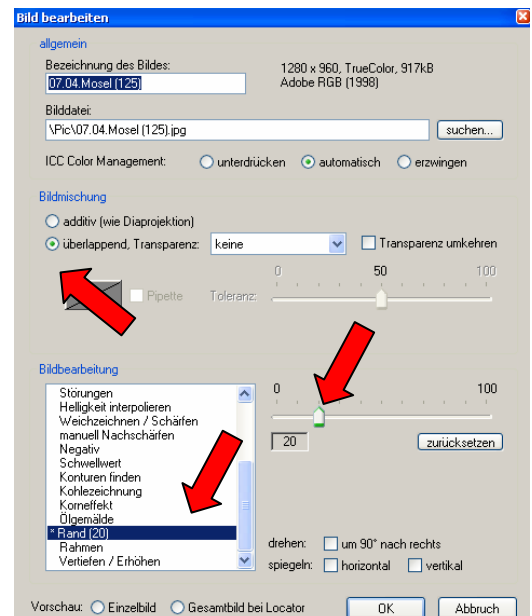 Bild bearbeiten
allgemein
Bezeichnung des Bildes:
07.04.Mosel (125)
1280 x 960, TrueColor, 917kB
Adobe RGB (1998)
Bilddatei:
\Pic\07.04.Mosel (125).jpg
suchen...
ICC Color Management: unterdrücken automatisch erzwingen
Bildmischung
additiv (wie Diaprojektion)
überlappend, Transparenz: keine Transparenz umkehren
0 50 100
Pipette Toleranz:
Bildbearbeitung
Störungen
Helligkeit interpolieren
Weichzeichnen / Schärfen
manuell Nachschärfen
Negativ
Schwellwert
Konturen finden
Kohlezeichnung
Korneffekt
Ölgemälde
* Rand (20)
Rahmen
Vertiefen / Erhöhen
0 100
20 zurücksetzen
drehen: um 90° nach rechts
spiegeln: horizontal vertikal
Vorschau: Einzelbild Gesamtbild bei Locator OK Abbruch